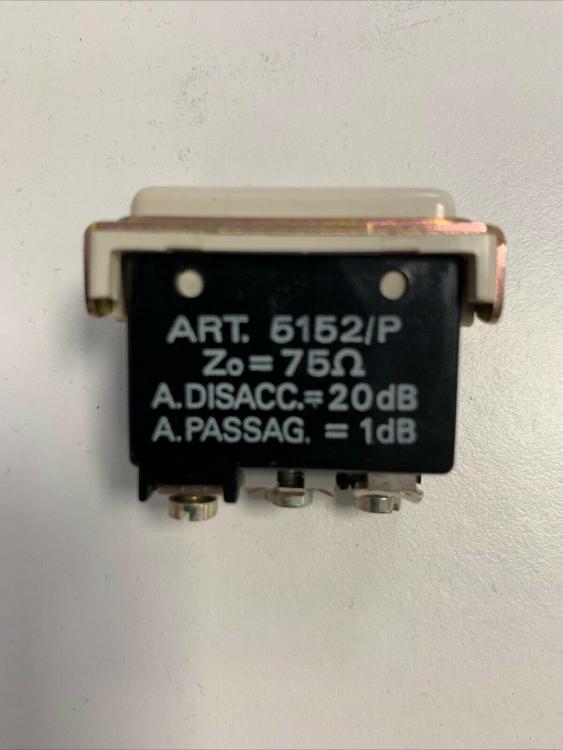 ART. 5152/P
Zo = 75Ω
A.DISACC.= 20dB
A.PASSAG. = 1dB